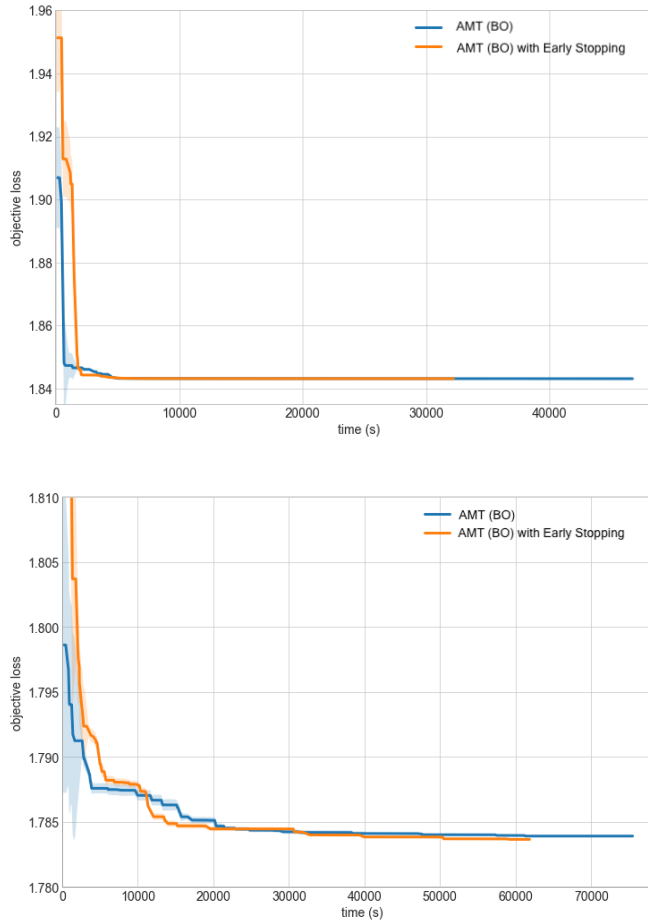 1.96
AMT (BO)
AMT (BO) with Early Stopping
1.94
1.92
1.90
objective loss
1.88
1.86
1.84
0 10000 20000 30000 40000
time (s)
1.810
AMT (BO)
AMT (BO) with Early Stopping
1.805
1.800
1.795
objective loss
1.790
1.785
1.780
0 10000 20000 30000 40000 50000 60000 70000
time (s)